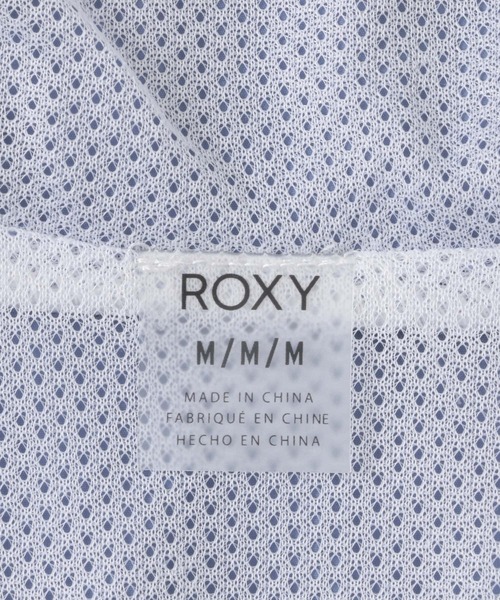 ROXY
M/M/M
MADE IN CHINA
FABRIQUÉ EN CHINE
HECHO EN CHINA